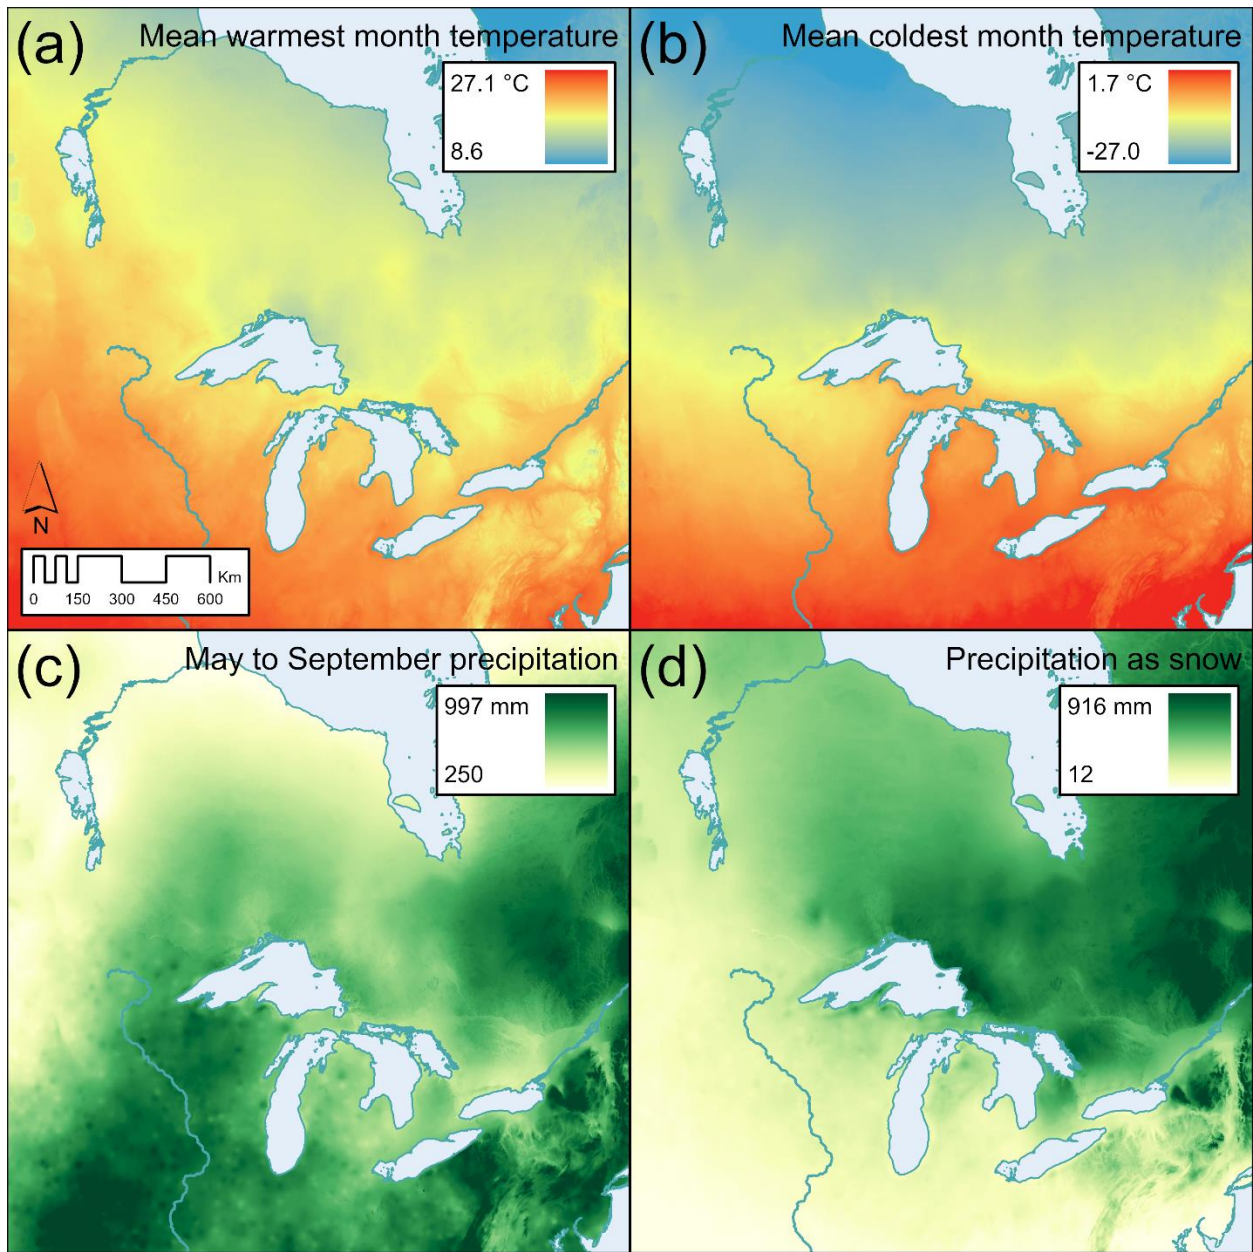 (a) Mean warmest month temperature
27.1 °C
8.6
N
Km
0 150 300 450 600
(b) Mean coldest month temperature
1.7 °C
-27.0
(c) May to September precipitation
997 mm
250
(d) Precipitation as snow
916 mm
12